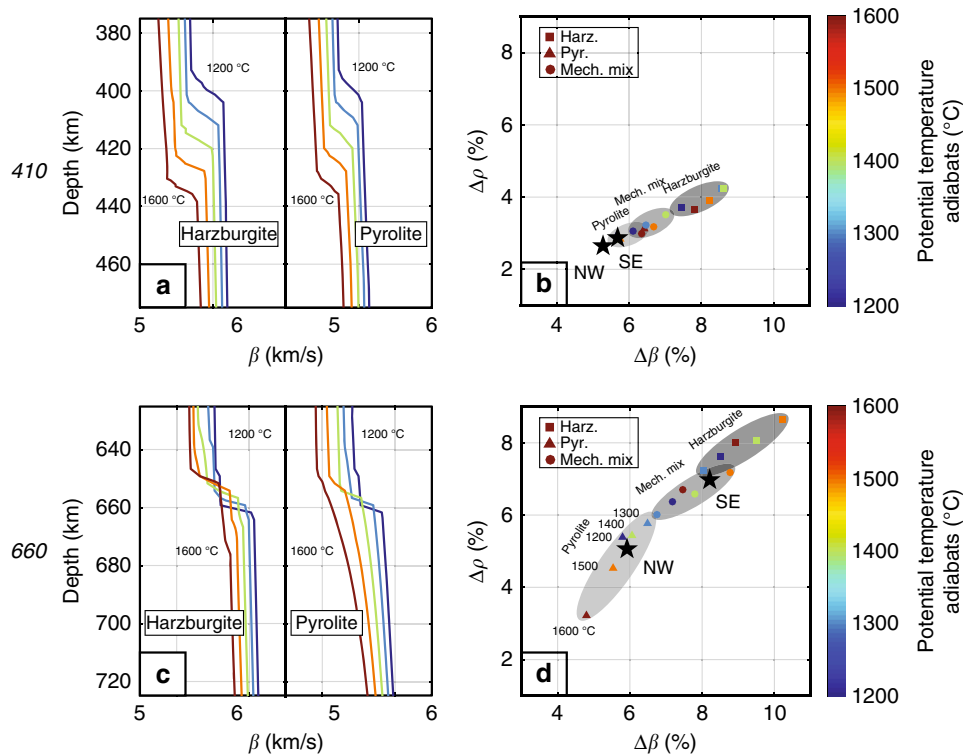 410
Depth (km)
380
400
420
440
460
1200 °C
1600 °C
Harzburgite
a
1200 °C
1600 °C
Pyrolite
5
6
5
6
β (km/s)
β (km/s)
Δρ (%)
8
6
4
2
Harz.
Pyr.
Mech. mix
Pyrolite
Mech. mix
Harzburgite
NW
SE
b
4
6
8
10
Δβ (%)
1600
1500
1400
1300
1200
Potential temperature
adiabats (°C)
660
Depth (km)
640
660
680
700
720
1200 °C
1600 °C
Harzburgite
c
1200 °C
1600 °C
Pyrolite
5
6
5
6
β (km/s)
β (km/s)
Δρ (%)
8
6
4
2
Harz.
Pyr.
Mech. mix
Harzburgite
Mech. mix
Pyrolite
1300
1400
1200
1500
1600 °C
SE
NW
d
4
6
8
10
Δβ (%)
1600
1500
1400
1300
1200
Potential temperature
adiabats (°C)